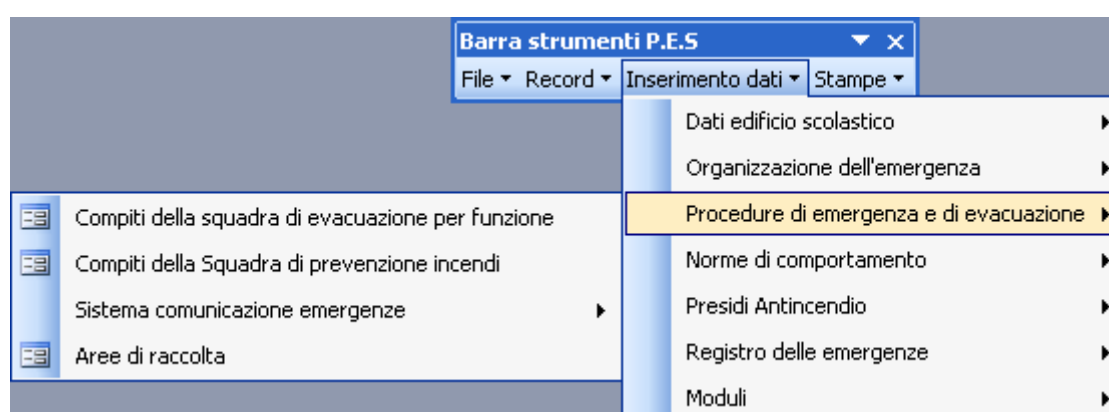 Barra strumenti P.E.S
File Record Inserimento dati Stampe
Dati edificio scolastico
Organizzazione dell'emergenza
Procedure di emergenza e di evacuazione
Norme di comportamento
Presidi Antincendio
Registro delle emergenze
Moduli
Compiti della squadra di evacuazione per funzione
Compiti della Squadra di prevenzione incendi
Sistema comunicazione emergenze
Aree di raccolta